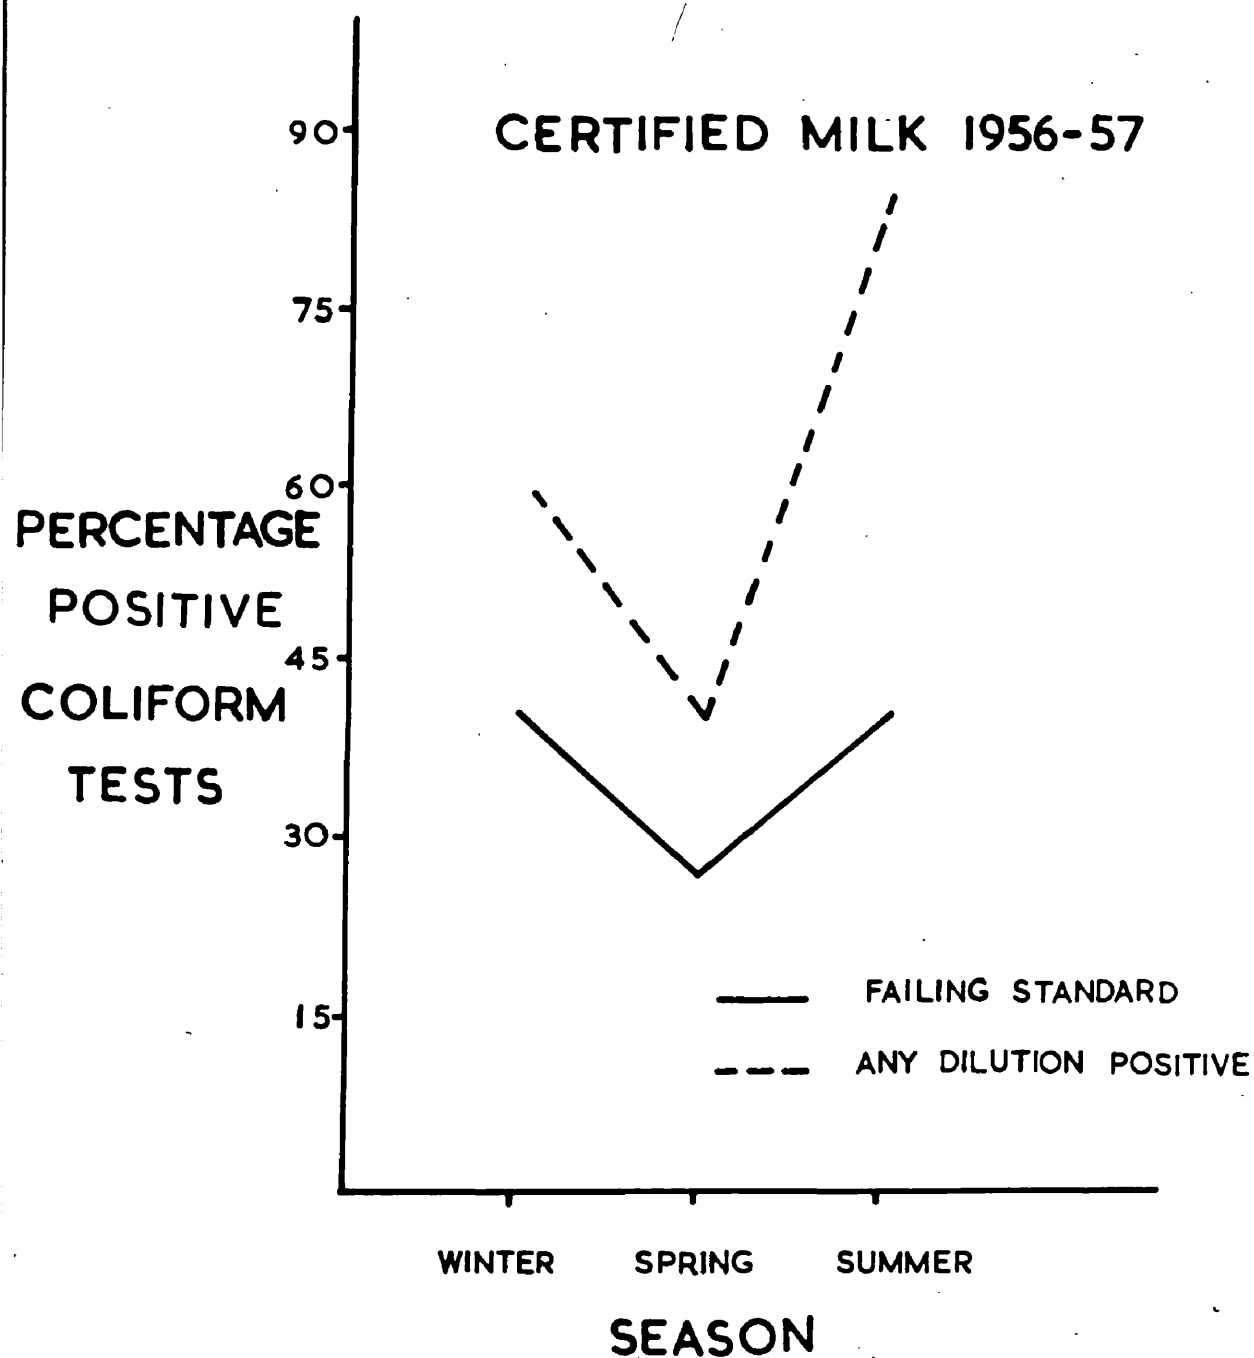 CERTIFIED MILK 1956-57
90
75
60
45
30
15
PERCENTAGE
POSITIVE
COLIFORM
TESTS
FAILING STANDARD
ANY DILUTION POSITIVE
WINTER SPRING SUMMER
SEASON